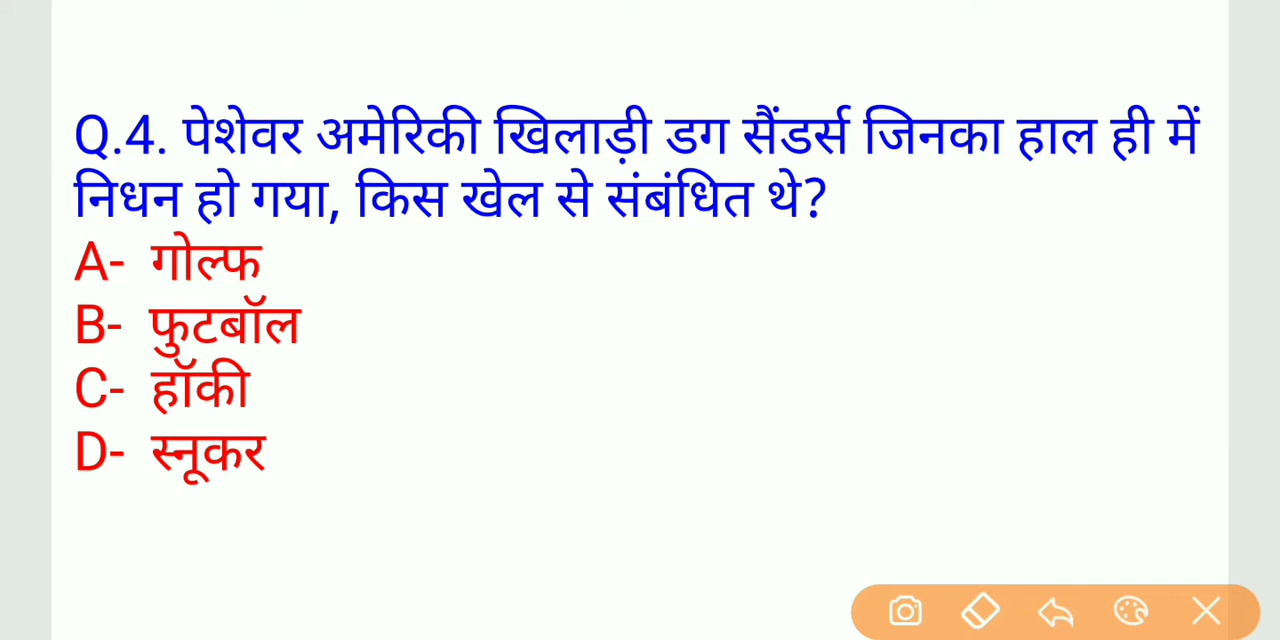 Q.4. पेशेवर अमेरिकी खिलाड़ी डग सैंडर्स जिनका हाल ही में
निधन हो गया, किस खेल से संबंधित थे?
A- गोल्फ
B- फुटबॉल
C- हॉकी
D- स्नूकर